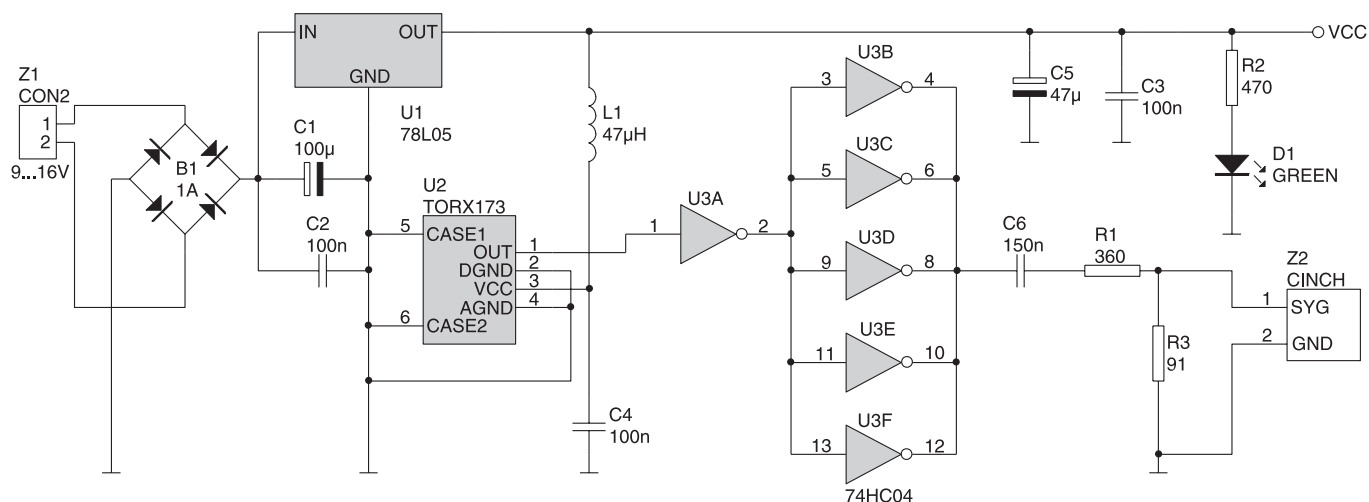 IN
OUT
GND
U1
78L05
VCC
Z1
CON2
1
2
9...16V
B1
1A
C1
100µ
C2
100n
L1
47µH
U2
TORX173
5
CASE1
OUT
1
DGND
2
VCC
3
AGND
4
6
CASE2
C4
100n
1
U3A
2
U3B
3
4
U3C
5
6
U3D
9
8
U3E
11
10
U3F
13
12
74HC04
C5
47µ
C3
100n
R2
470
D1
GREEN
C6
150n
R1
360
R3
91
Z2
CINCH
1
SYG
2
GND